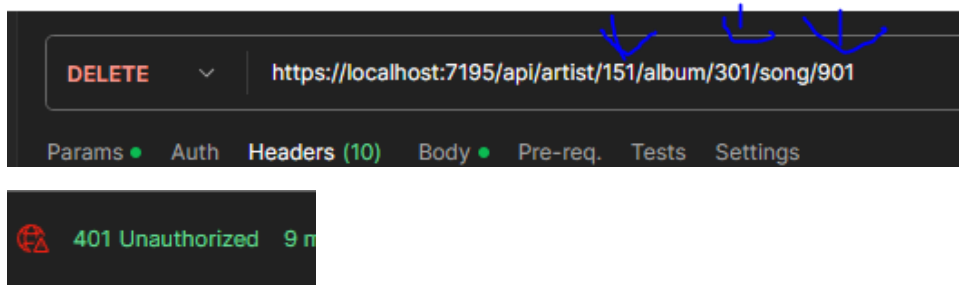 DELETE https://localhost:7195/api/artist/151/album/301/song/901
Params Auth Headers (10) Body Pre-req. Tests Settings
401 Unauthorized 9